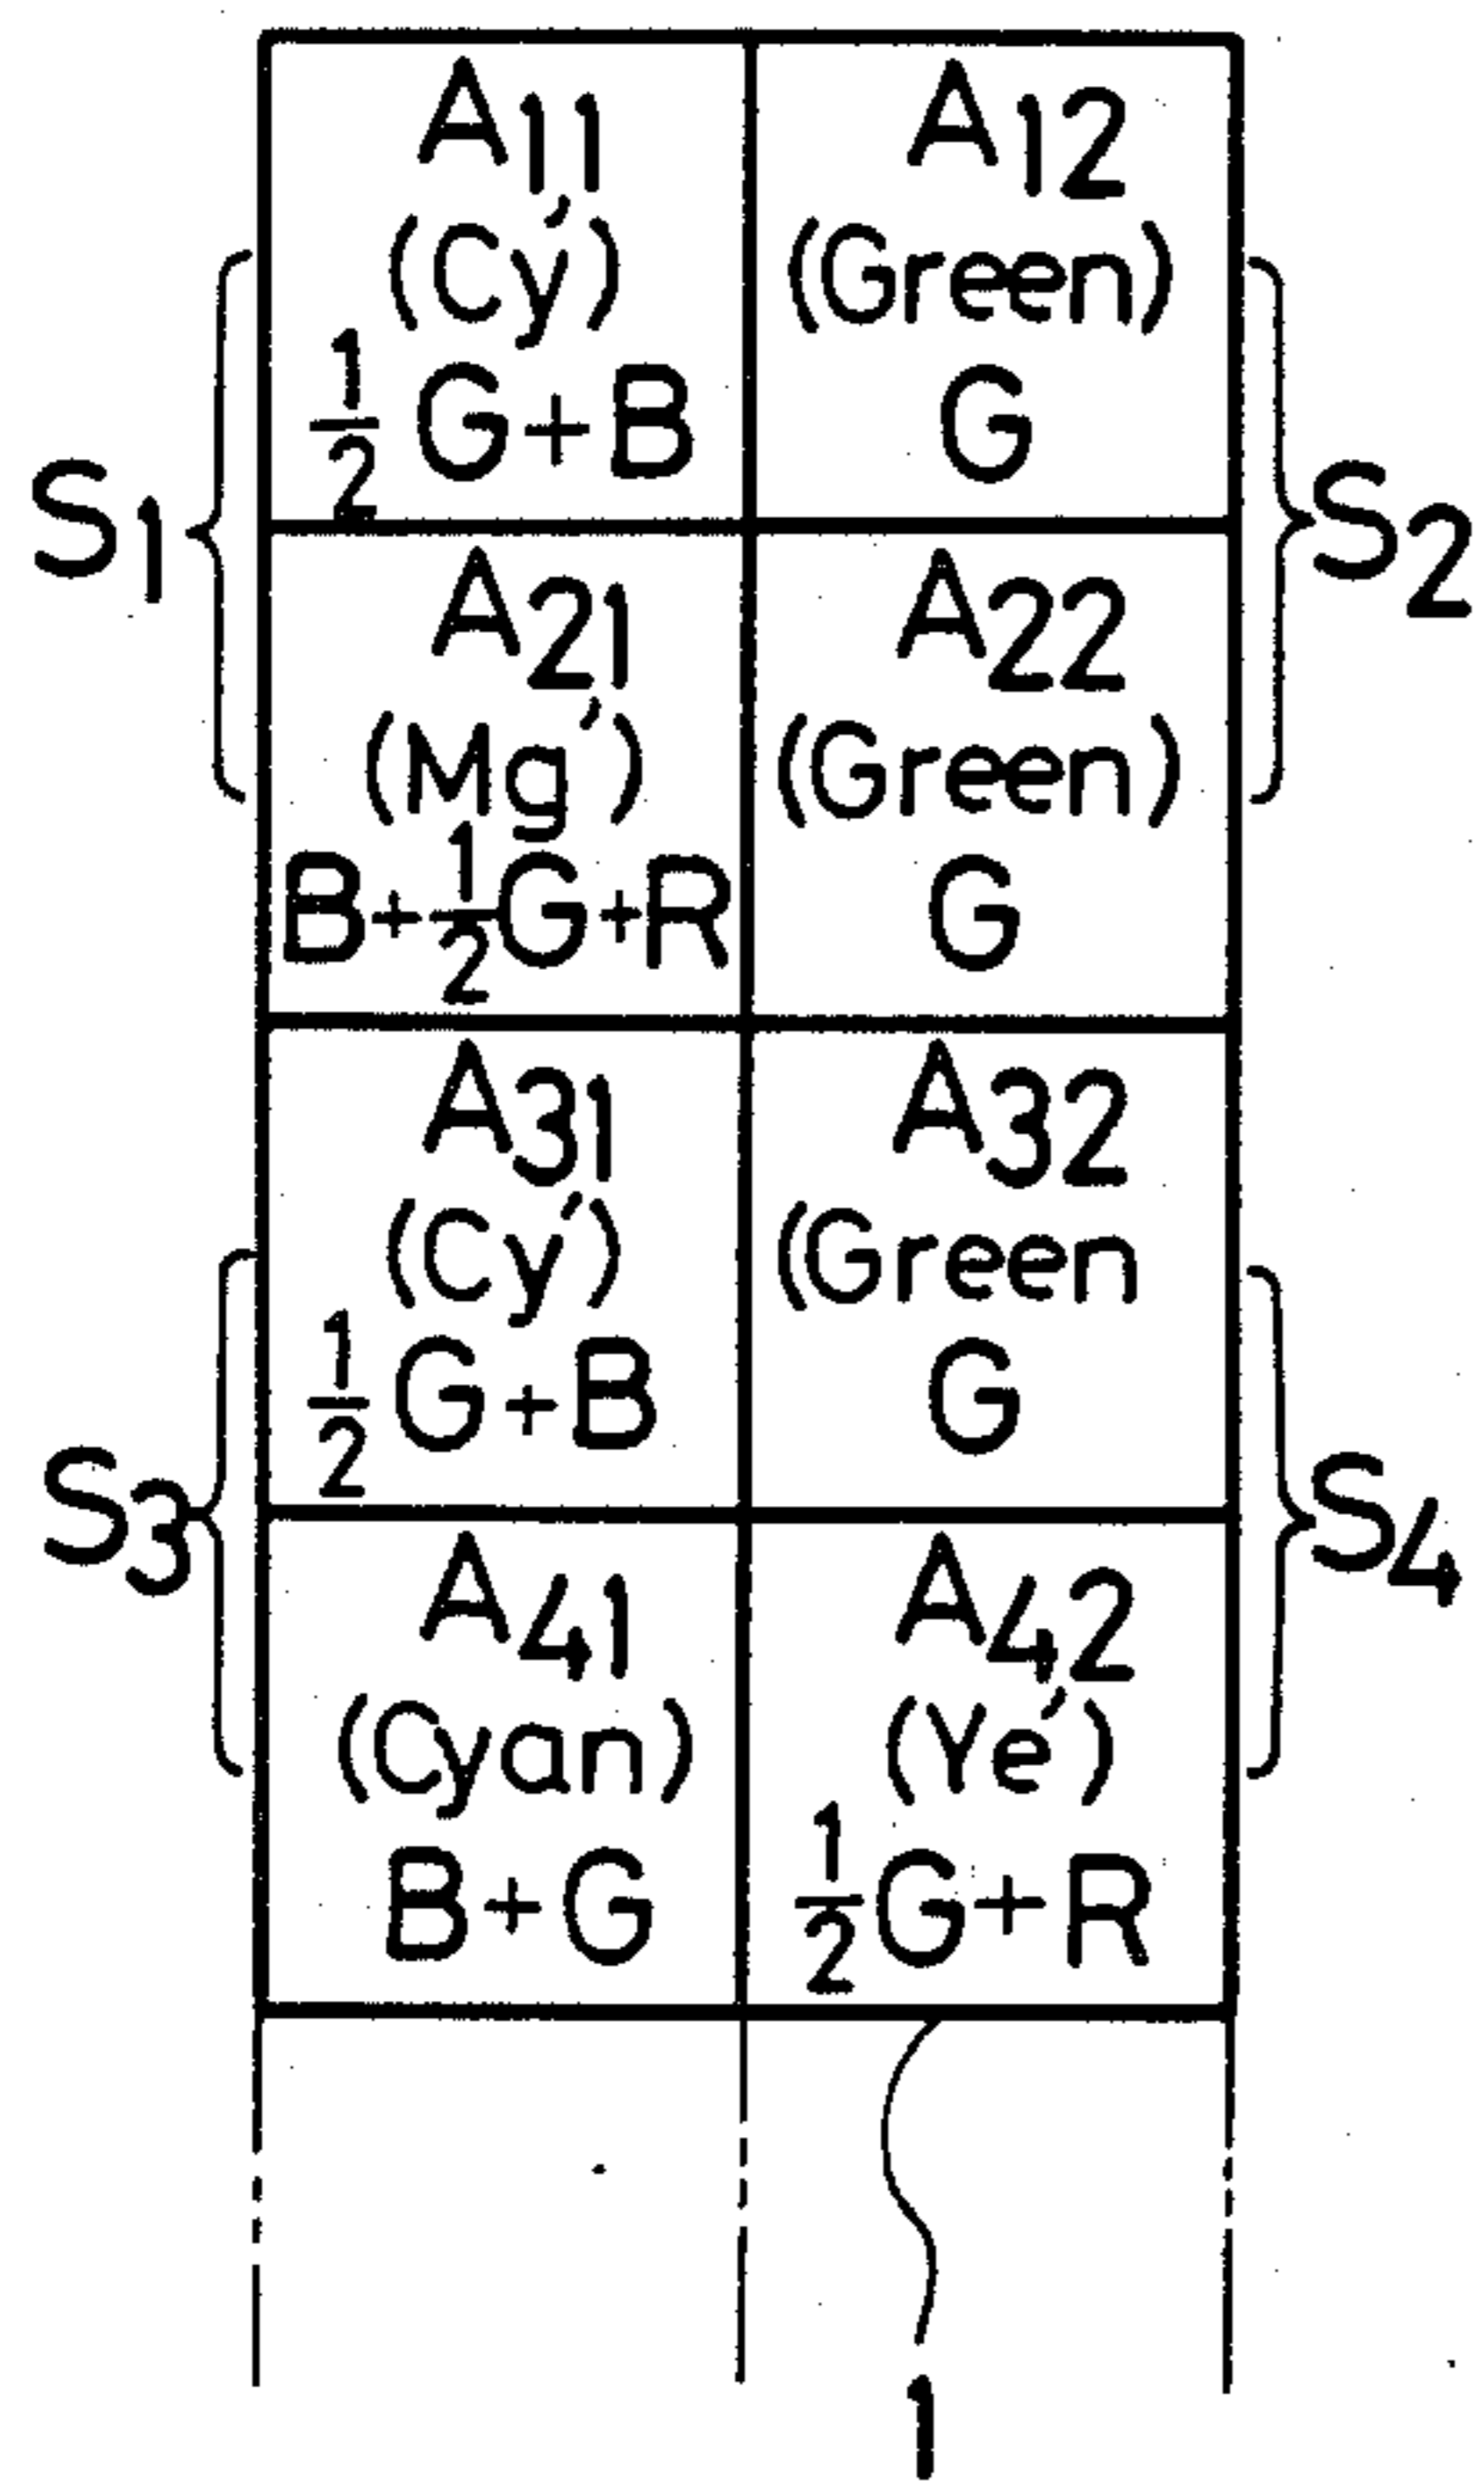 A11
(Cy')
1/2 G+B
A12
(Green)
G
S1
S2
A21
(Mg')
B+1/2G+R
A22
(Green)
G
A31
(Cy')
1/2 G+B
A32
(Green
G
S3
S4
A41
(Cyan)
B+G
A42
(Ye')
1/2G+R
1